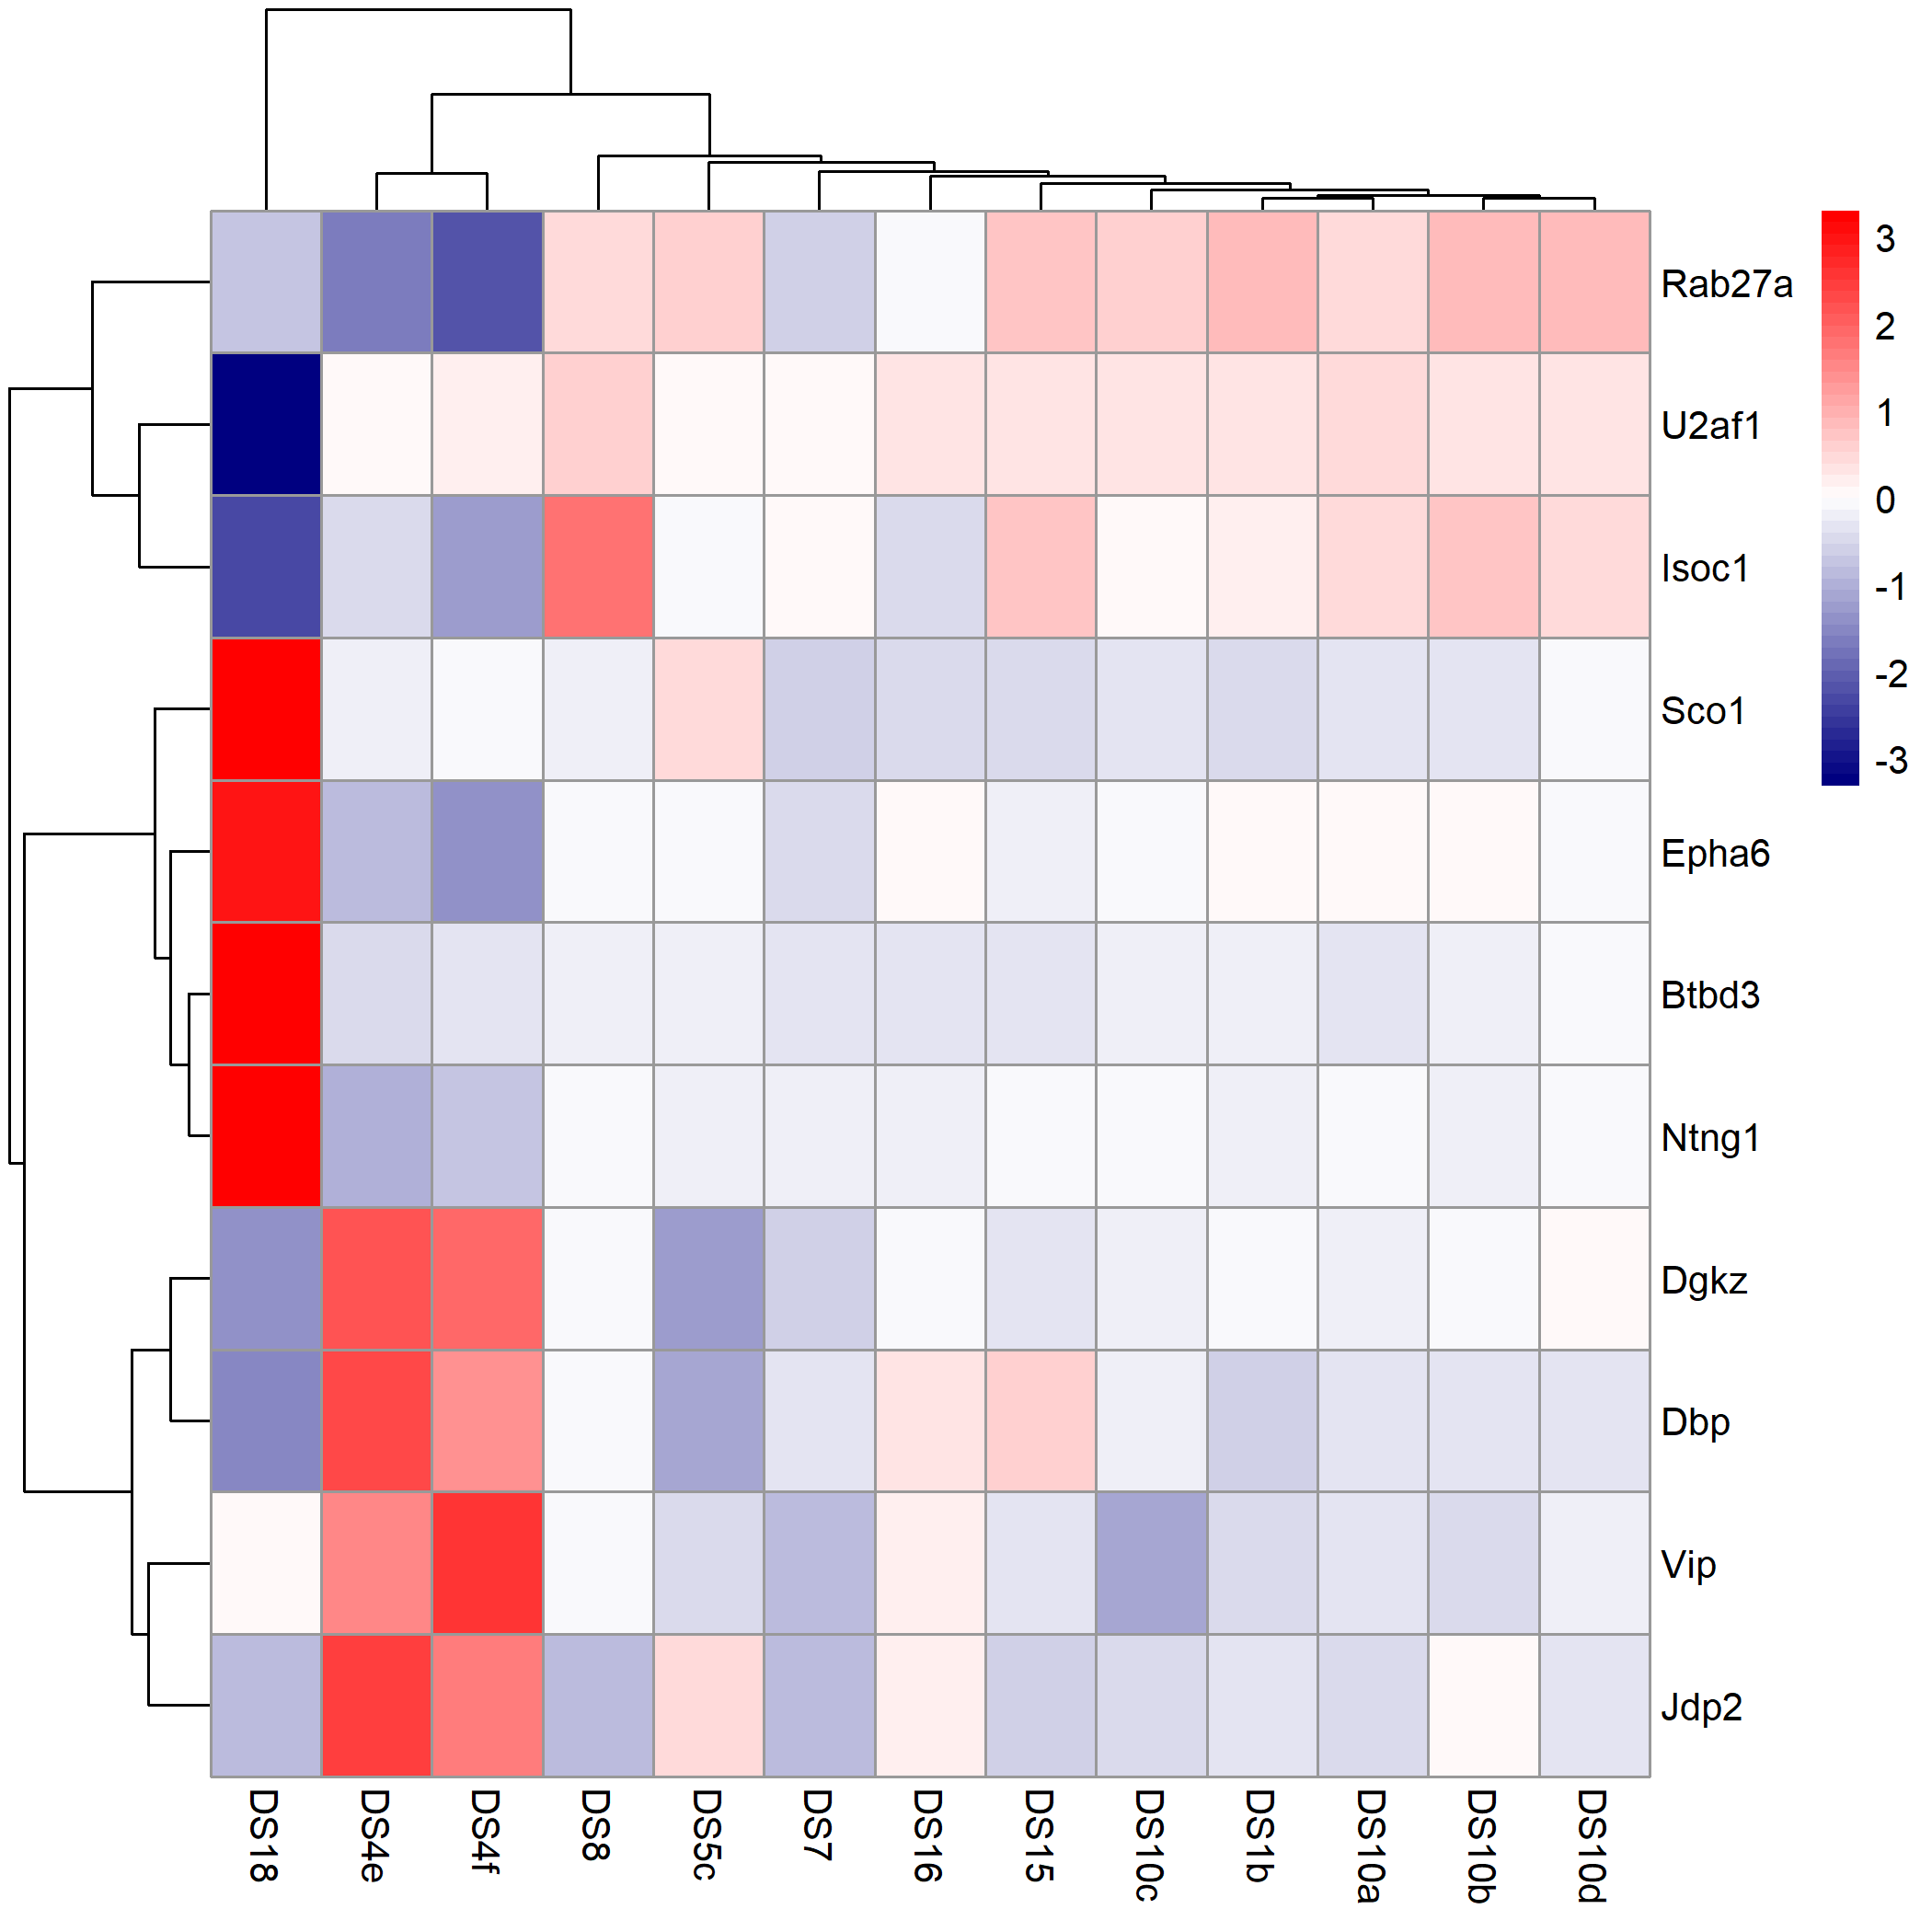 Rab27a
U2af1
Isoc1
Sco1
Epha6
Btbd3
Ntng1
Dgkz
Dbp
Vip
Jdp2
3
2
1
0
-1
-2
-3
DS18
DS4e
DS4f
DS8
DS5c
DS7
DS16
DS15
DS10c
DS1b
DS10a
DS10b
DS10d